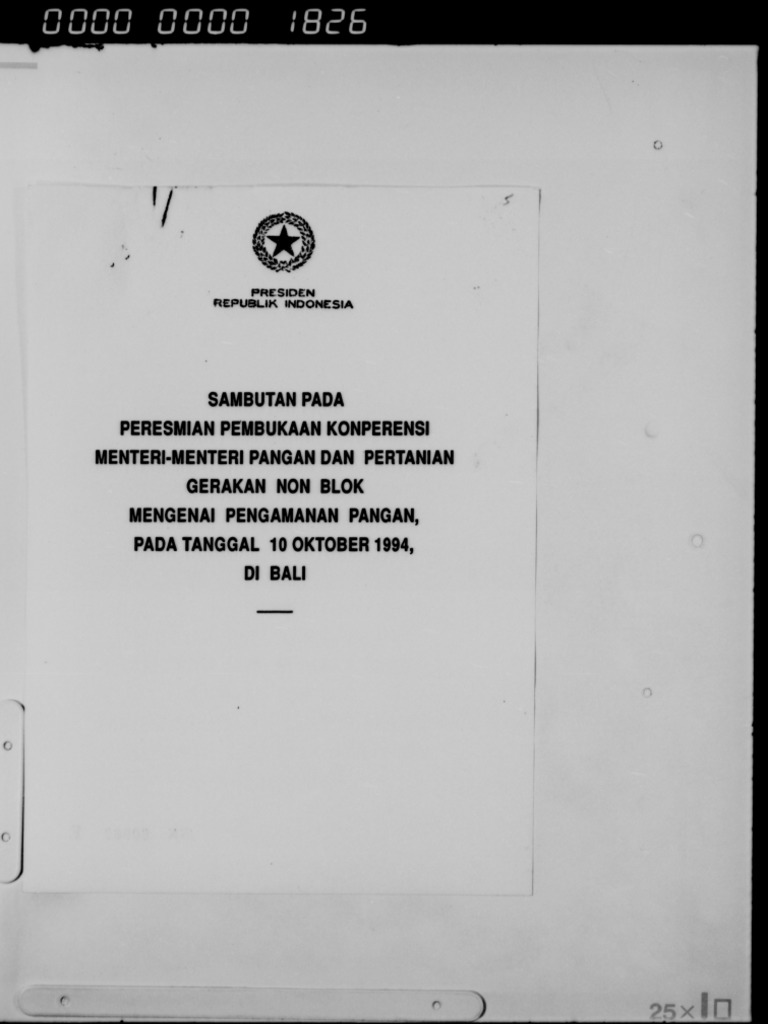 0000 0000 1826
5
PRESIDEN
REPUBLIK INDONESIA
SAMBUTAN PADA
PERESMIAN PEMBUKAAN KONPERENSI
MENTERI-MENTERI PANGAN DAN PERTANIAN
GERAKAN NON BLOK
MENGENAI PENGAMANAN PANGAN,
PADA TANGGAL 10 OKTOBER 1994,
DI BALI
25×